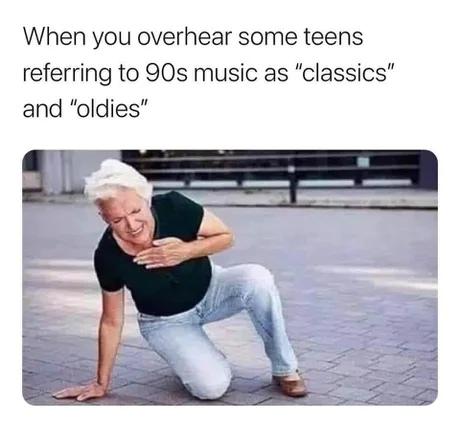 When you overhear some teens
referring to 90s music as "classics"
and "oldies"